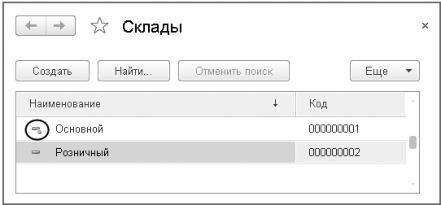 Склады
Создать Найти... Отменить поиск Еще
Наименование Код
Основной 000000001
Розничный 000000002